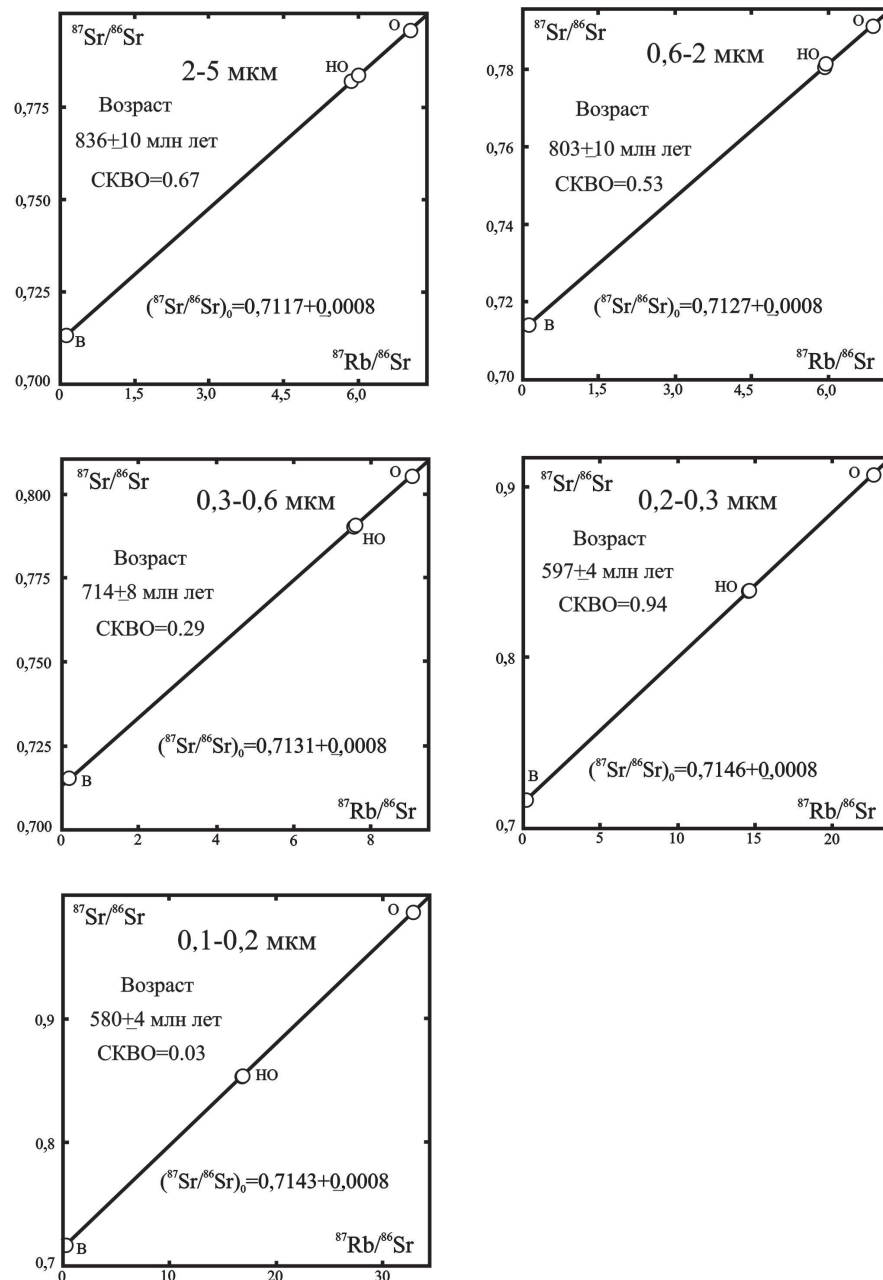 ⁸⁷Sr/⁸⁶Sr
O
2-5 мкм
НО
0,775
Возраст
836±10 млн лет
СКВО=0.67
0,750
0,725
(⁸⁷Sr/⁸⁶Sr)₀=0,7117±0,0008
В
⁸⁷Rb/⁸⁶Sr
0,700
0 1,5 3,0 4,5 6,0
⁸⁷Sr/⁸⁶Sr
O
0,6-2 мкм
НО
0,78
Возраст
0,76
803±10 млн лет
СКВО=0.53
0,74
0,72
(⁸⁷Sr/⁸⁶Sr)₀=0,7127±0,0008
В
⁸⁷Rb/⁸⁶Sr
0,70
0 1,5 3,0 4,5 6,0
⁸⁷Sr/⁸⁶Sr
O
0,800
0,3-0,6 мкм
НО
Возраст
0,775
714±8 млн лет
СКВО=0.29
0,750
(⁸⁷Sr/⁸⁶Sr)₀=0,7131±0,0008
0,725
В
⁸⁷Rb/⁸⁶Sr
0,700
0 2 4 6 8
⁸⁷Sr/⁸⁶Sr
O
0,9
0,2-0,3 мкм
Возраст
597±4 млн лет
НО
СКВО=0.94
0,8
В
(⁸⁷Sr/⁸⁶Sr)₀=0,7146±0,0008
⁸⁷Rb/⁸⁶Sr
0,7
0 5 10 15 20
⁸⁷Sr/⁸⁶Sr
O
0,1-0,2 мкм
Возраст
0,9
580±4 млн лет
СКВО=0.03
НО
0,8
(⁸⁷Sr/⁸⁶Sr)₀=0,7143±0,0008
В
⁸⁷Rb/⁸⁶Sr
0,7
0 10 20 30